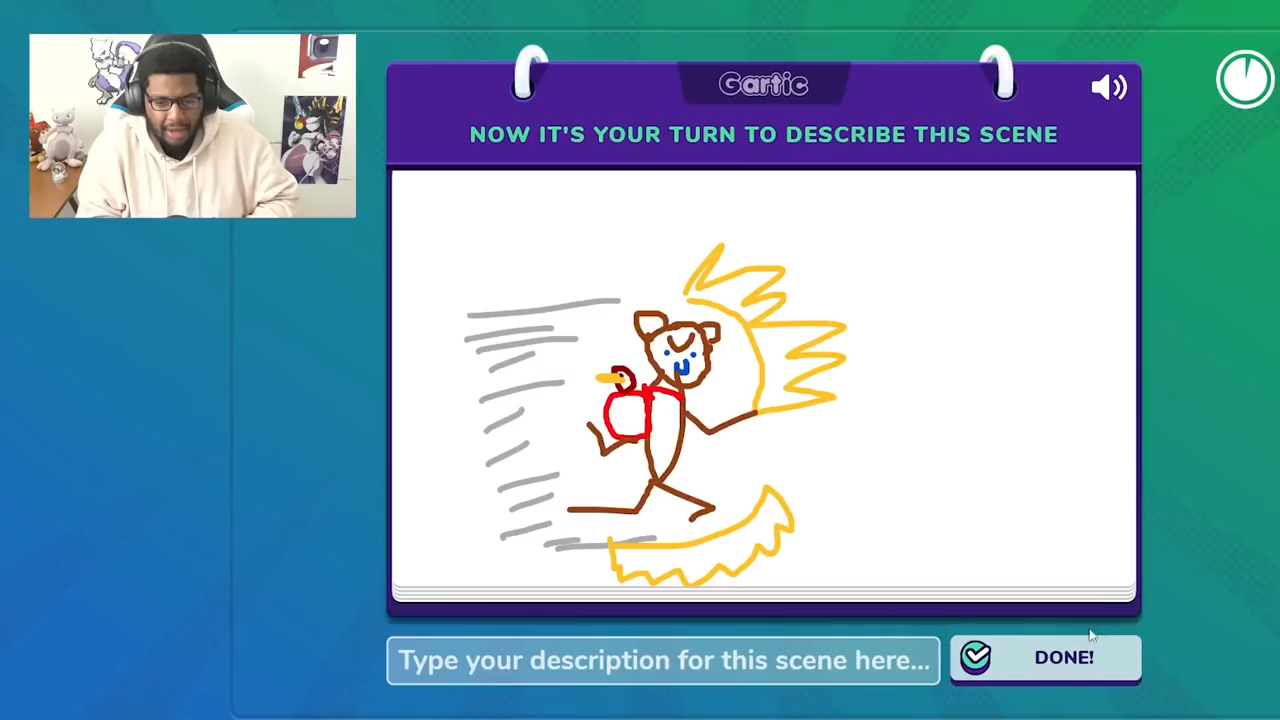 Gartic
NOW IT'S YOUR TURN TO DESCRIBE THIS SCENE
Type your description for this scene here...
DONE!